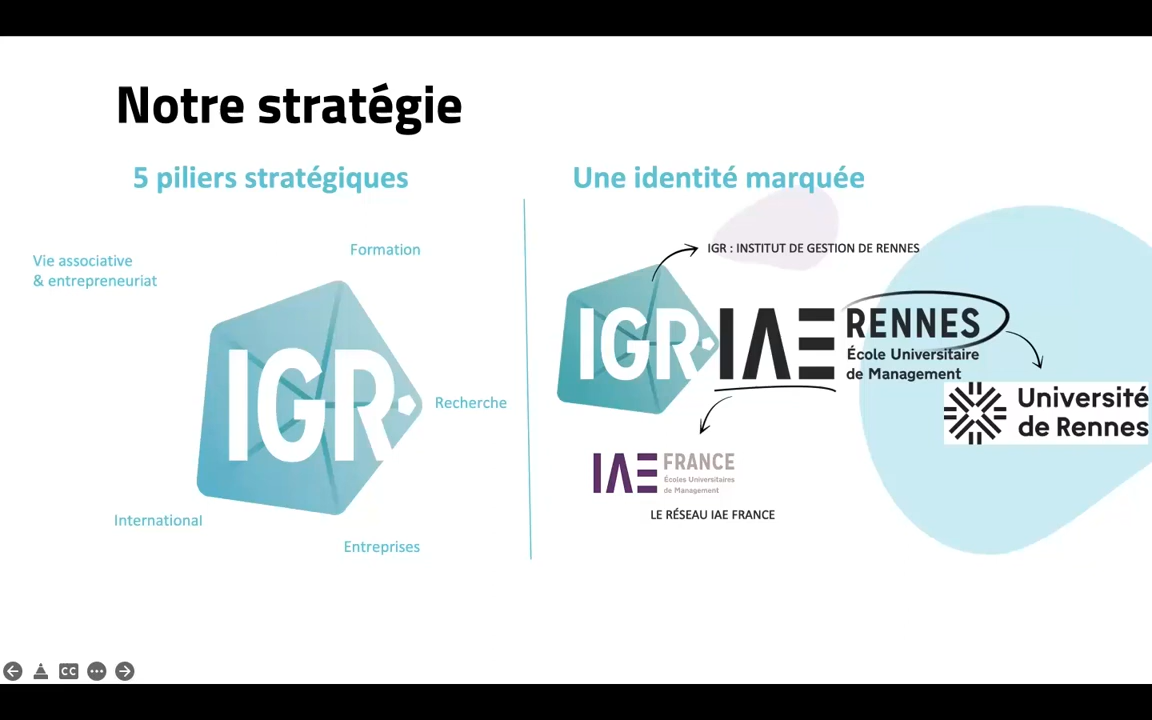 Notre stratégie
5 piliers stratégiques
Vie associative
& entrepreneuriat
Formation
IGR
Recherche
International
Entreprises
Une identité marquée
IGR : INSTITUT DE GESTION DE RENNES
IGR IAE RENNES
École Universitaire
de Management
Université
de Rennes
IAE FRANCE
Écoles Universitaires
de Management
LE RÉSEAU IAE FRANCE
CC